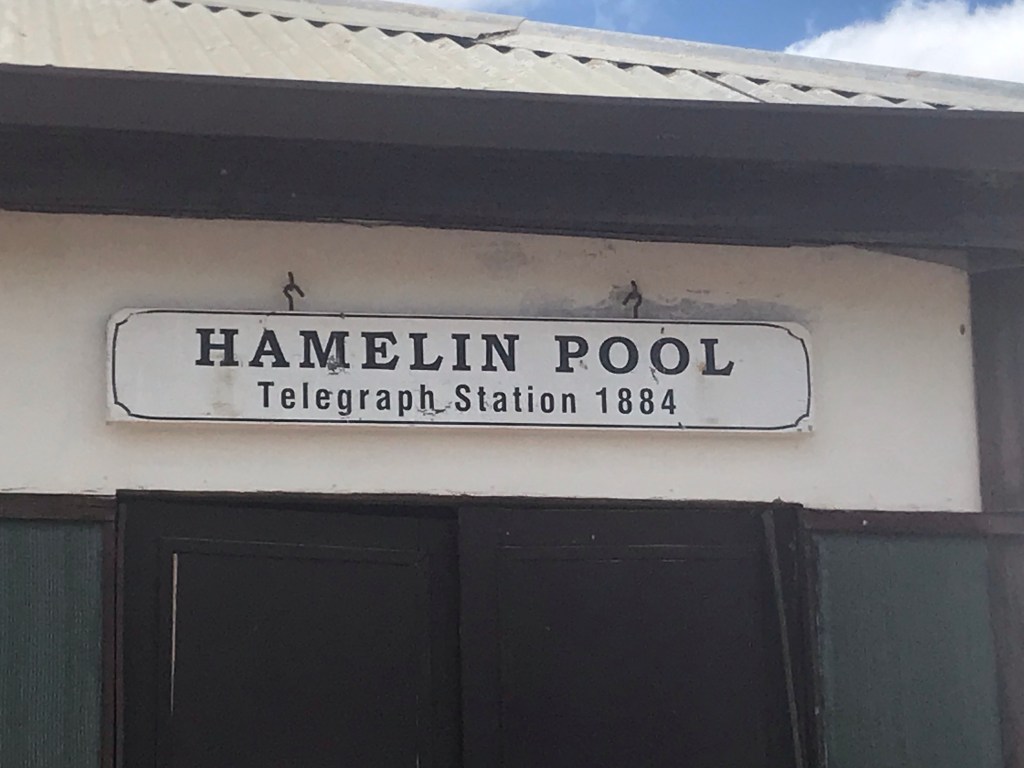 HAMELIN POOL
Telegraph Station 1884